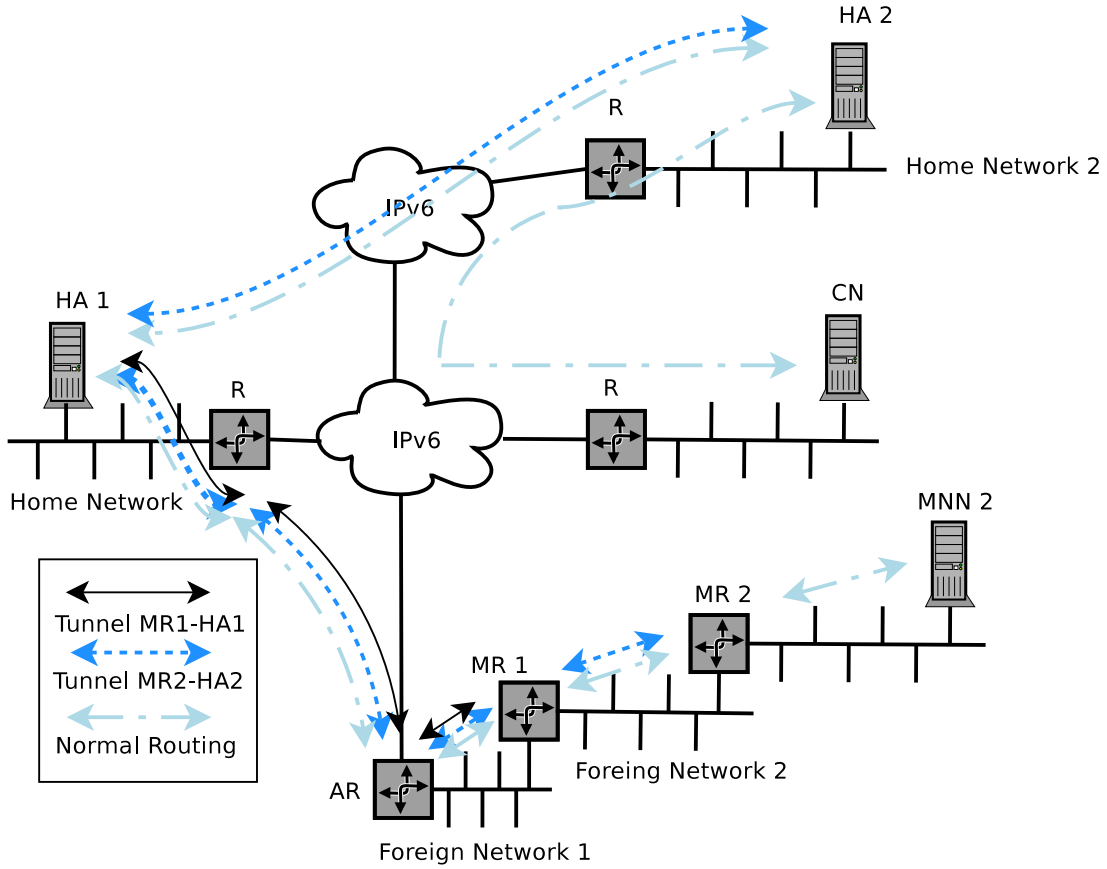 HA 2
R
Home Network 2
IPv6
HA 1
CN
R
R
IPv6
Home Network
MNN 2
Tunnel MR1-HA1
Tunnel MR2-HA2
Normal Routing
MR 2
MR 1
Foreing Network 2
AR
Foreign Network 1